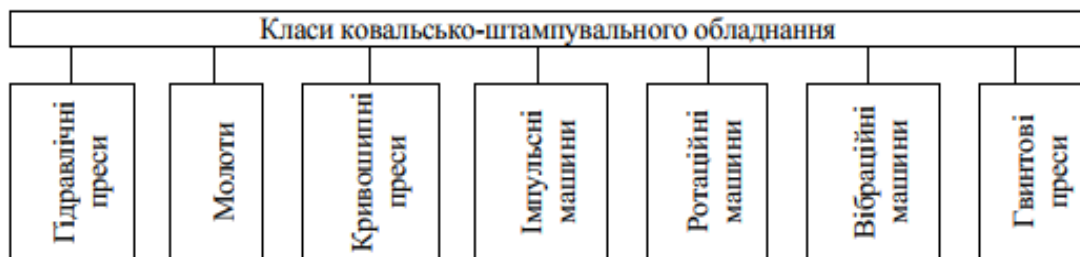 Класи ковальсько-штампувального обладнання
Гідравлічні
преси
Молоти
Кривошипні
преси
Імпульсні
машини
Ротаційні
машини
Вібраційні
машини
Гвинтові
преси